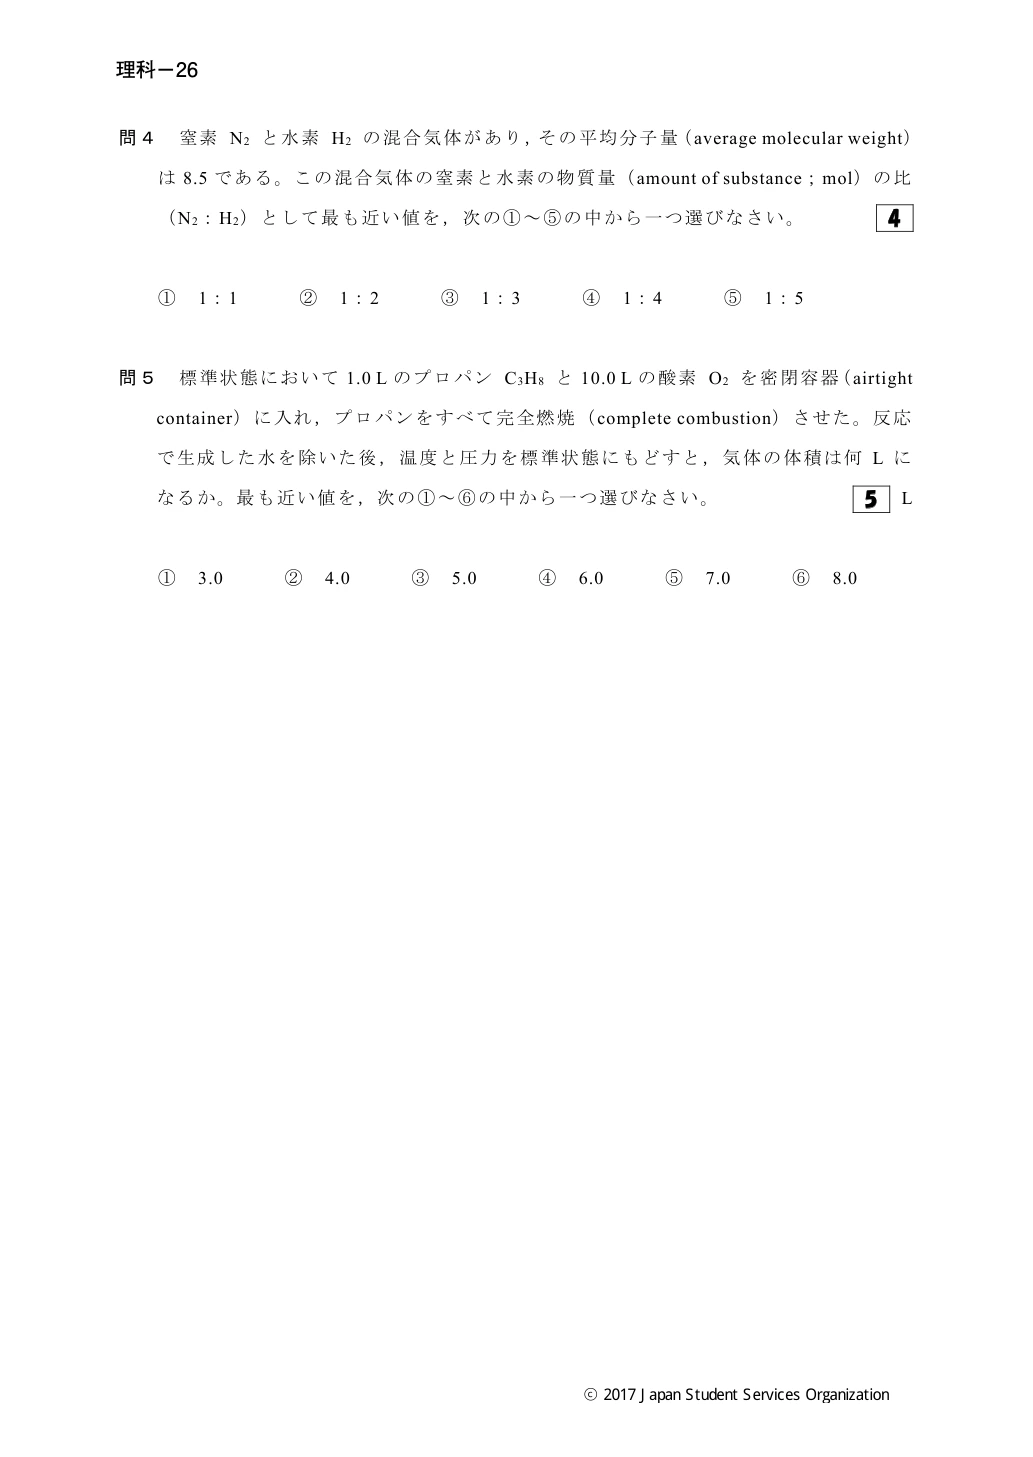 理科－26
問4 窒素 N₂ と水素 H₂ の混合気体があり，その平均分子量（average molecular weight）
は 8.5 である。この混合気体の窒素と水素の物質量（amount of substance；mol）の比
（N₂：H₂）として最も近い値を，次の①～⑤の中から一つ選びなさい。 4
① 1：1 ② 1：2 ③ 1：3 ④ 1：4 ⑤ 1：5
問5 標準状態において 1.0 L のプロパン C₃H₈ と 10.0 L の酸素 O₂ を密閉容器（airtight
container）に入れ，プロパンをすべて完全燃焼（complete combustion）させた。反応
で生成した水を除いた後，温度と圧力を標準状態にもどすと，気体の体積は何 L に
なるか。最も近い値を，次の①～⑥の中から一つ選びなさい。 5 L
① 3.0 ② 4.0 ③ 5.0 ④ 6.0 ⑤ 7.0 ⑥ 8.0
© 2017 Japan Student Services Organization